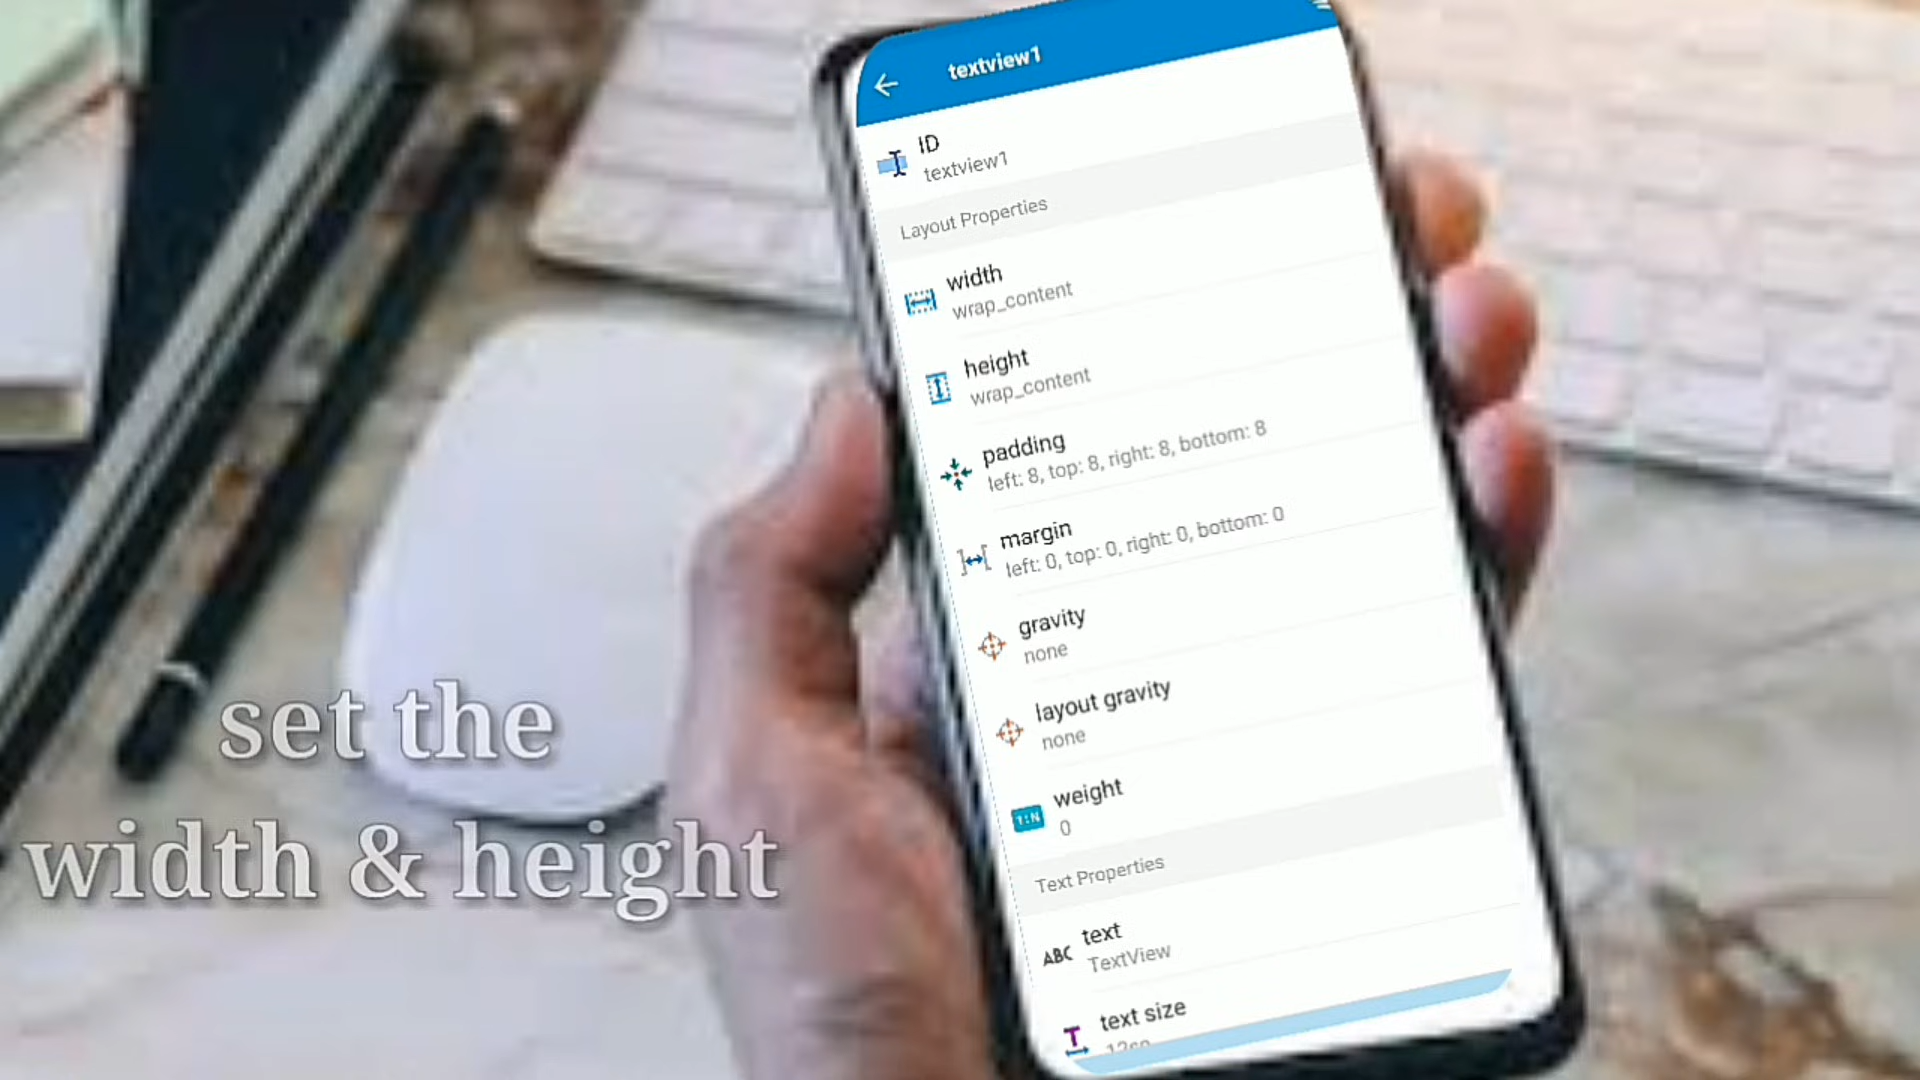 textview1
ID
textview1
Layout Properties
width
wrap_content
height
wrap_content
padding
left: 8, top: 8, right: 8, bottom: 8
margin
left: 0, top: 0, right: 0, bottom: 0
gravity
none
layout gravity
none
1:N
weight
0
Text Properties
ABC
text
TextView
T
text size
set the
width & height